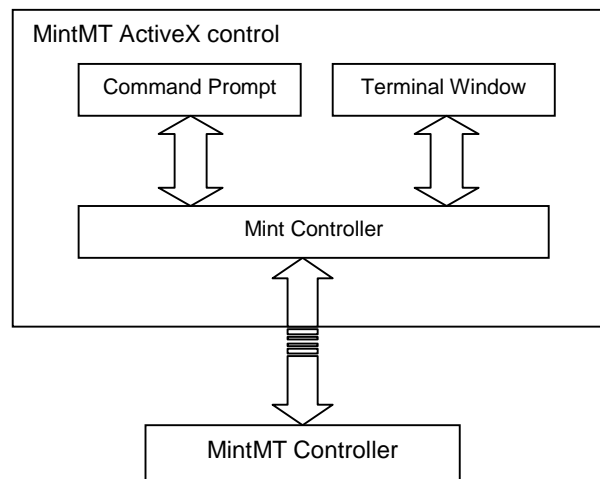 MintMT ActiveX control
Command Prompt
Terminal Window
Mint Controller
MintMT Controller